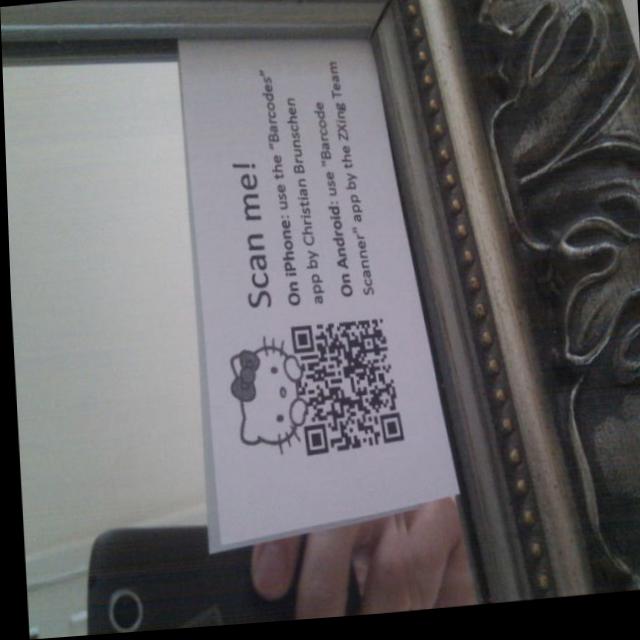 Scan me!
On iPhone: use the "Barcodes"
app by Christian Brunschen
On Android: use "Barcode
Scanner" app by the ZXing Team